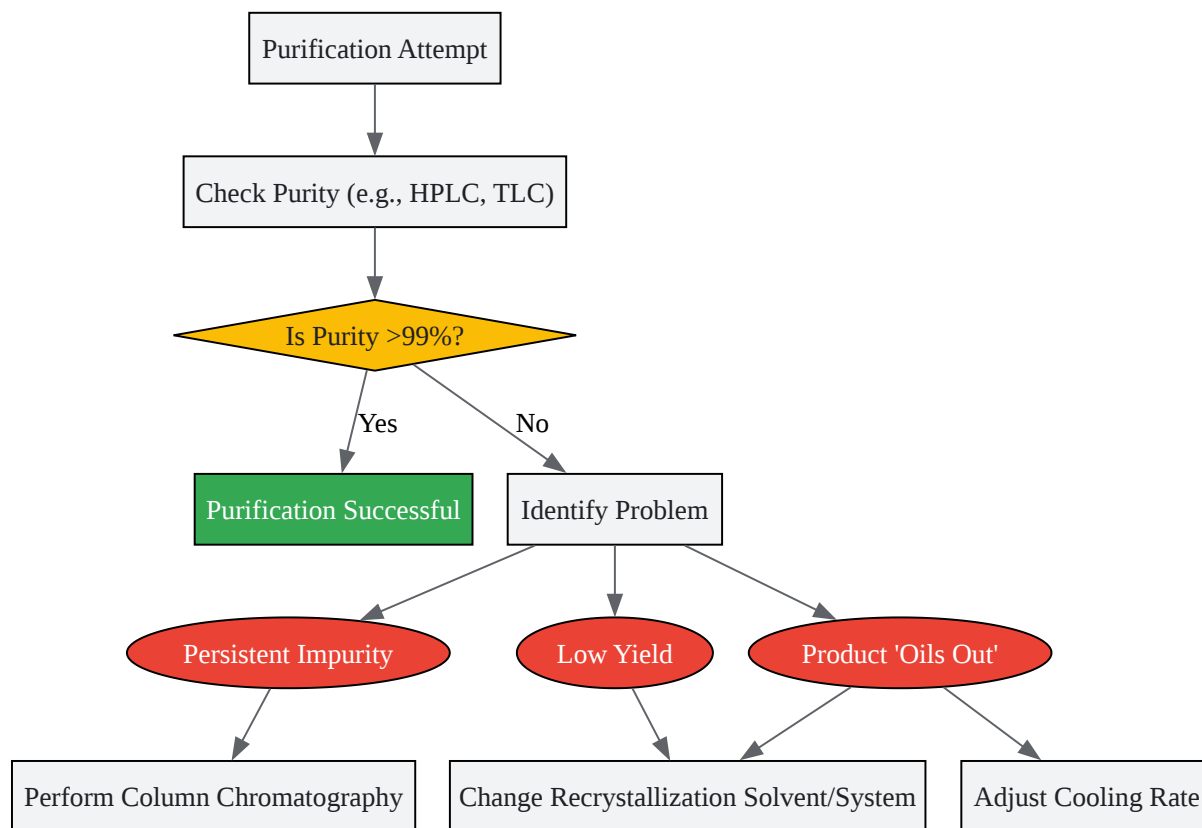 Purification Attempt
Check Purity (e.g., HPLC, TLC)
Is Purity >99%?
Yes
No
Purification Successful
Identify Problem
Persistent Impurity
Low Yield
Product 'Oils Out'
Perform Column Chromatography
Change Recrystallization Solvent/System
Adjust Cooling Rate